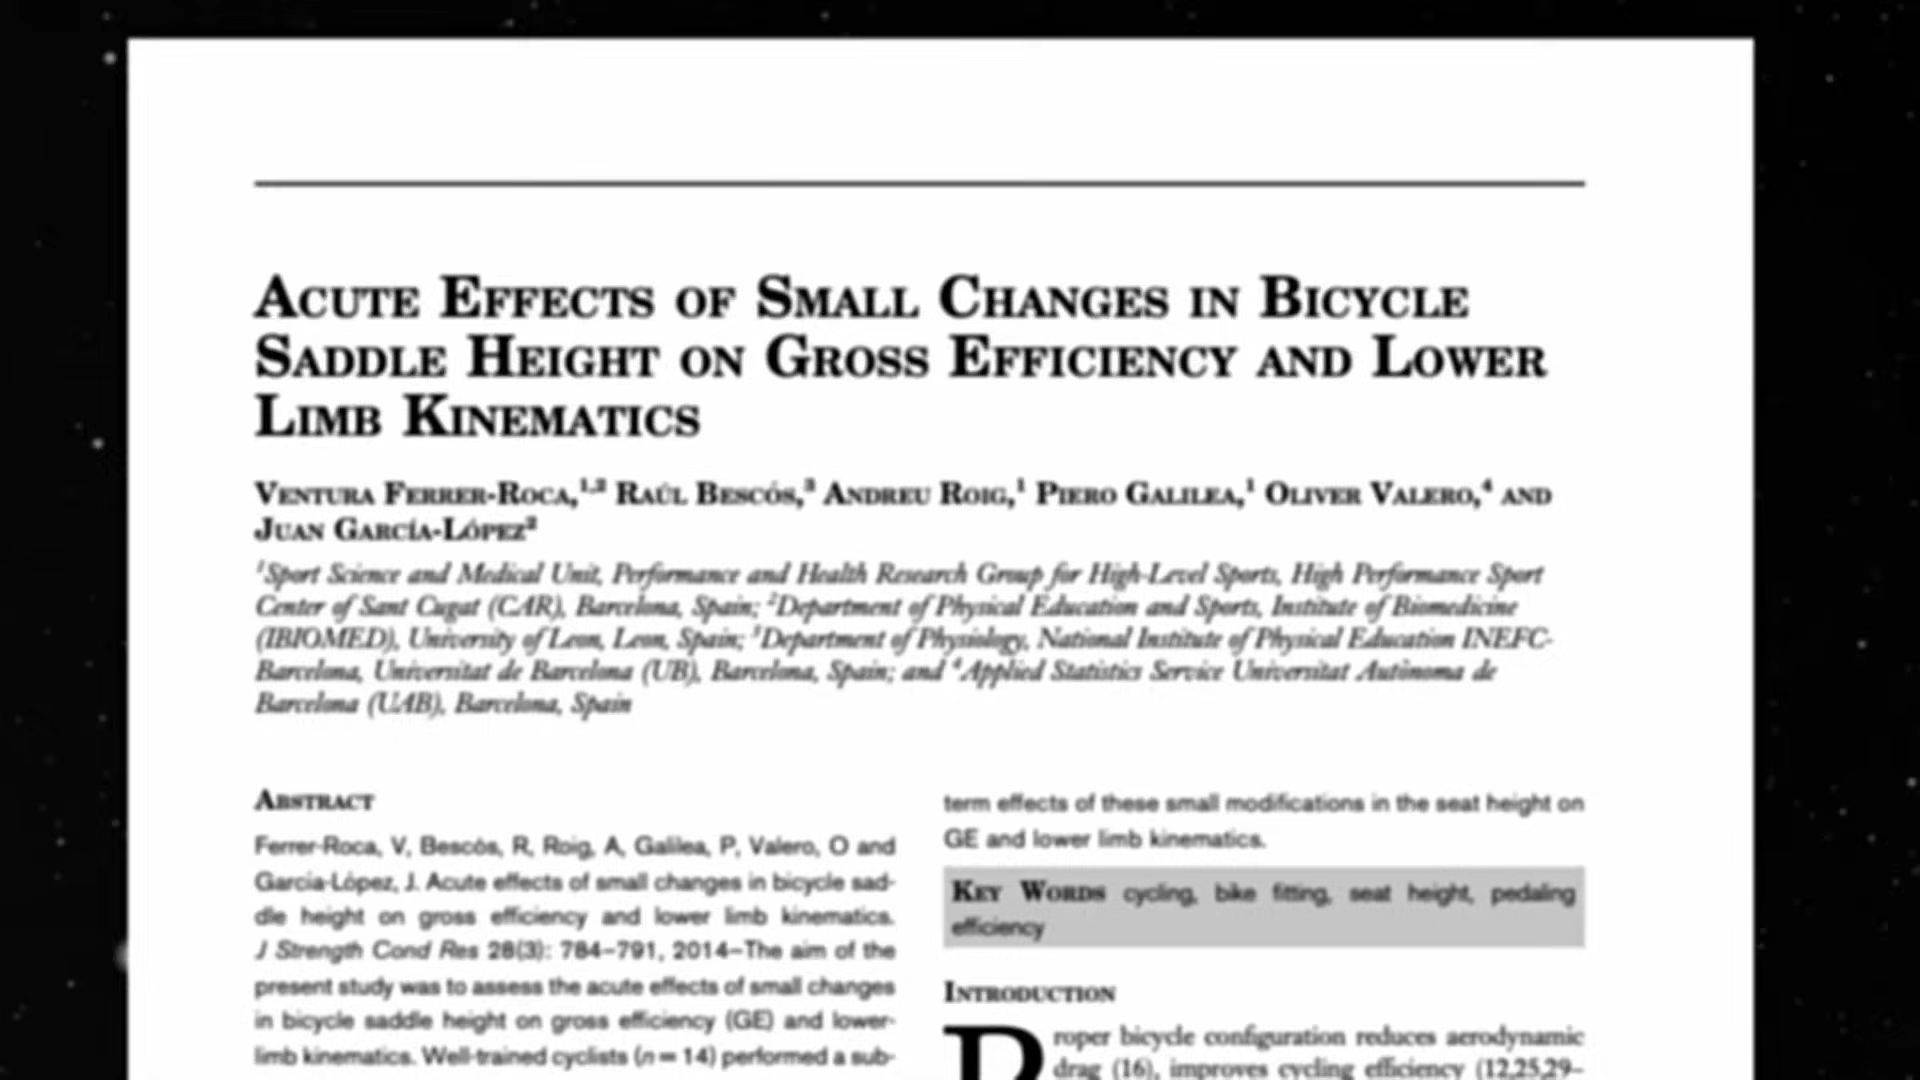 ACUTE EFFECTS OF SMALL CHANGES IN BICYCLE
SADDLE HEIGHT ON GROSS EFFICIENCY AND LOWER
LIMB KINEMATICS
VENTURA FERRER-ROCA,1,2 RAÚL BESCÓS,3 ANDREU ROIG,1 PIERO GALILEA,1 OLIVER VALERO,4 AND
JUAN GARCÍA-LÓPEZ2
1Sport Science and Medical Unit, Performance and Health Research Group for High-Level Sports, High Performance Sport
Center of Sant Cugat (CAR), Barcelona, Spain; 2Department of Physical Education and Sports, Institute of Biomedicine
(IBIOMED), University of Leon, Leon, Spain; 3Department of Physiology, National Institute of Physical Education INEFC-
Barcelona, Universitat de Barcelona (UB), Barcelona, Spain; and 4Applied Statistics Service Universitat Autònoma de
Barcelona (UAB), Barcelona, Spain
ABSTRACT
Ferrer-Roca, V, Bescós, R, Roig, A, Galilea, P, Valero, O and
García-López, J. Acute effects of small changes in bicycle sad-
dle height on gross efficiency and lower limb kinematics.
J Strength Cond Res 28(3): 784–791, 2014—The aim of the
present study was to assess the acute effects of small changes
in bicycle saddle height on gross efficiency (GE) and lower-
limb kinematics. Well-trained cyclists (n = 14) performed a sub-
term effects of these small modifications in the seat height on
GE and lower limb kinematics.
KEY WORDS cycling, bike fitting, seat height, pedaling
efficiency
INTRODUCTION
Proper bicycle configuration reduces aerodynamic
drag (16), improves cycling efficiency (12,25,29–